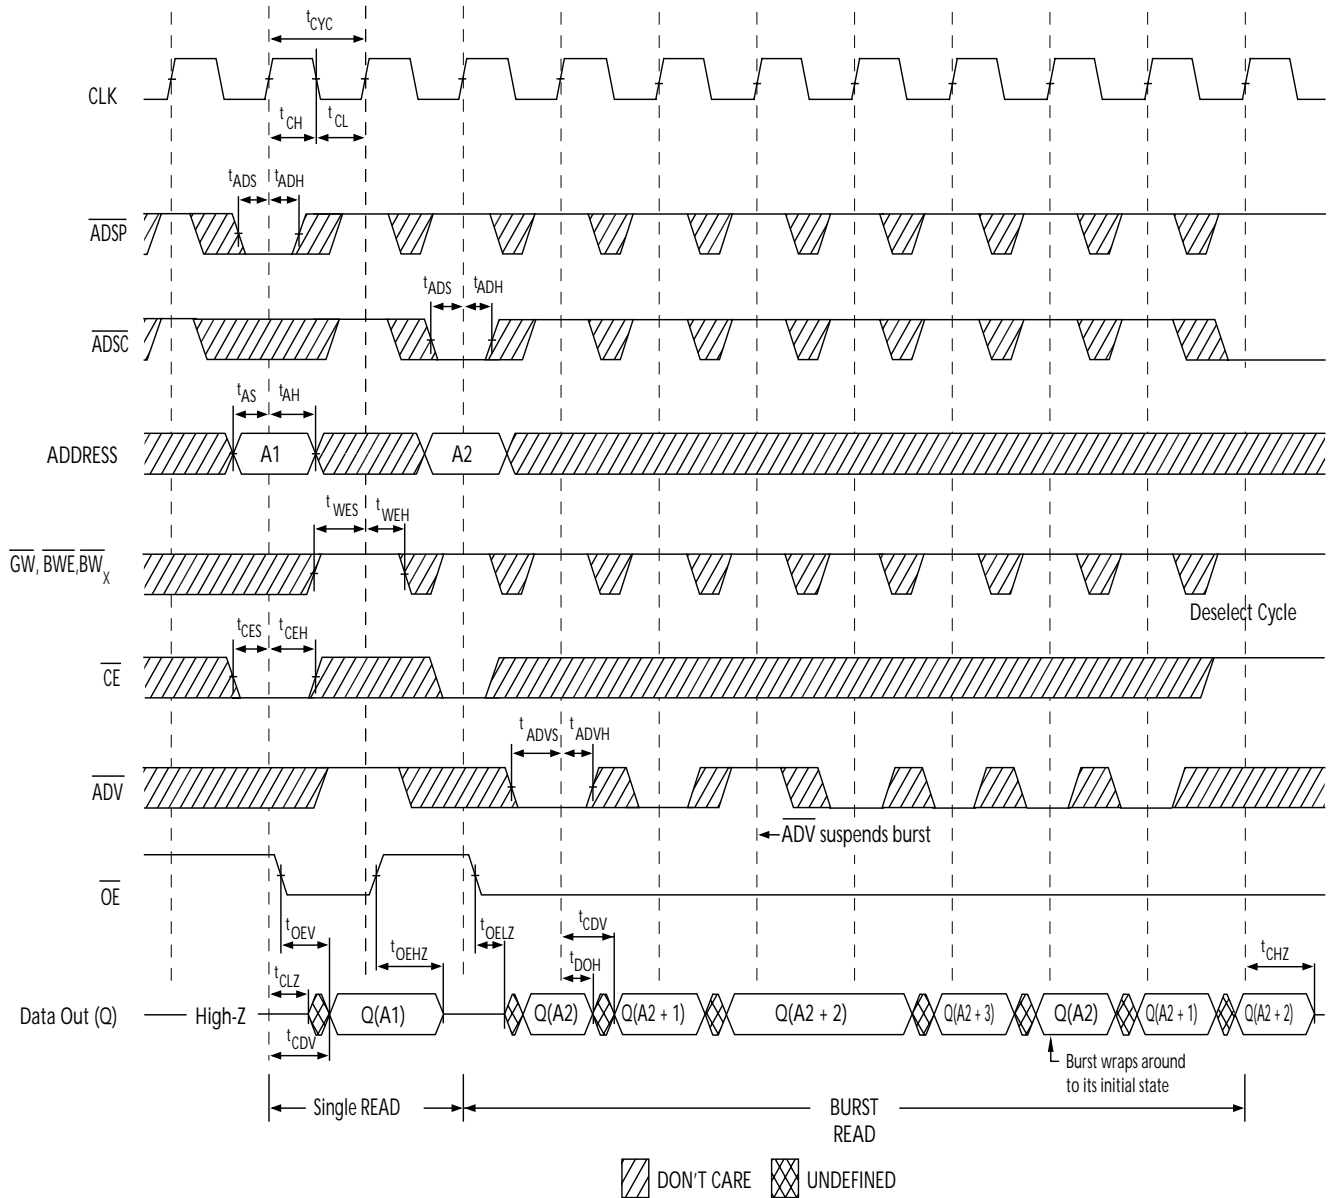 tCYC
CLK
tCH
tCL
tADS
tADH
ADSP
tADS
tADH
ADSC
tAS
tAH
ADDRESS
A1
A2
tWES
tWEH
GW, BWE,BWX
Deselect Cycle
tCES
tCEH
CE
tADVS
tADVH
ADV
ADV suspends burst
OE
tOEV
tOEHZ
tOELZ
tCDV
tDOH
tCHZ
tCLZ
Data Out (Q)
High-Z
Q(A1)
Q(A2)
Q(A2 + 1)
Q(A2 + 2)
Q(A2 + 3)
Q(A2)
Q(A2 + 1)
Q(A2 + 2)
tCDV
Burst wraps around
to its initial state
Single READ
BURST
READ
DON'T CARE
UNDEFINED